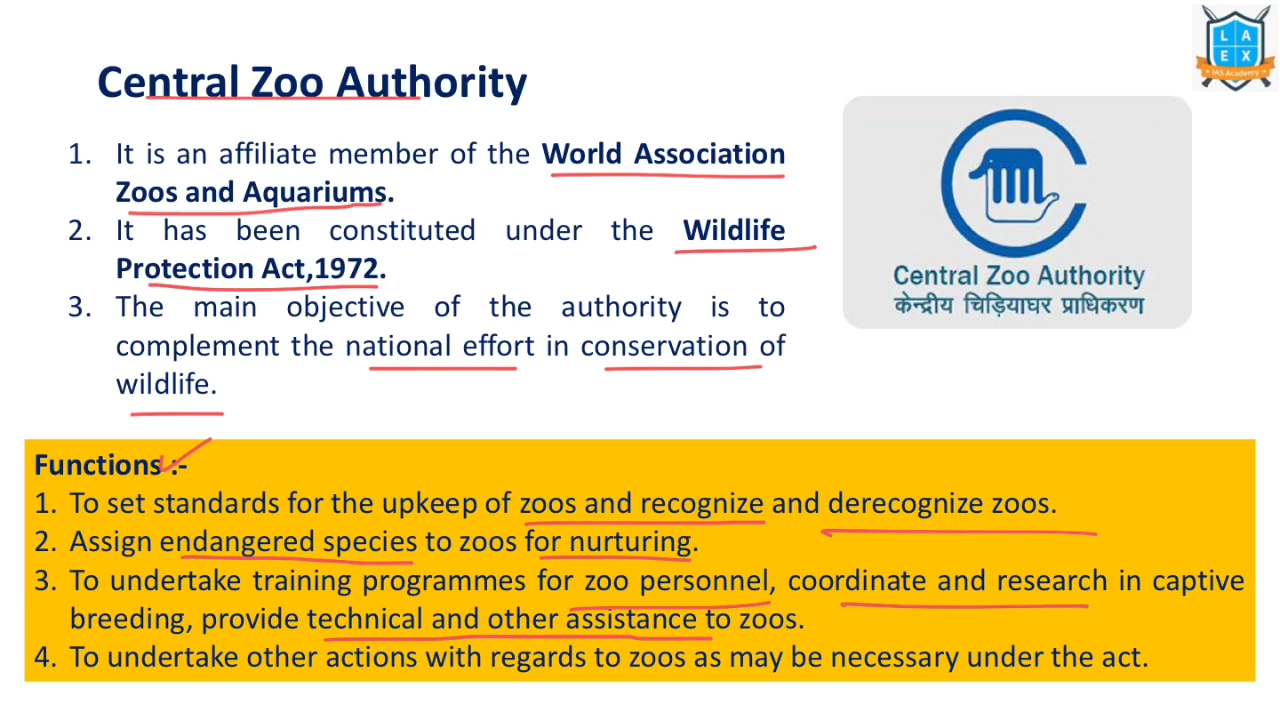 L A
E X
IAS Academy
Central Zoo Authority
1. It is an affiliate member of the World Association
Zoos and Aquariums.
2. It has been constituted under the Wildlife
Protection Act,1972.
3. The main objective of the authority is to
complement the national effort in conservation of
wildlife.
Central Zoo Authority
केन्द्रीय चिड़ियाघर प्राधिकरण
Functions :-
1. To set standards for the upkeep of zoos and recognize and derecognize zoos.
2. Assign endangered species to zoos for nurturing.
3. To undertake training programmes for zoo personnel, coordinate and research in captive
breeding, provide technical and other assistance to zoos.
4. To undertake other actions with regards to zoos as may be necessary under the act.